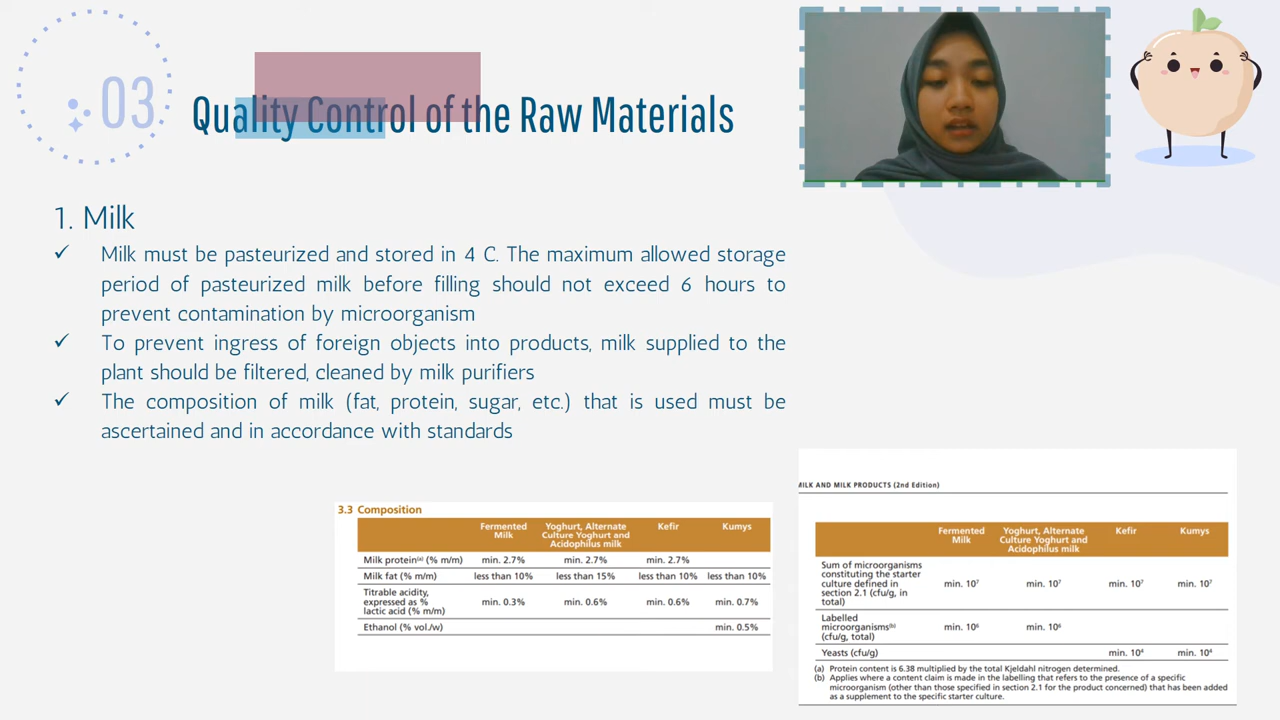 03
Quality Control of the Raw Materials
1. Milk
✓ Milk must be pasteurized and stored in 4 C. The maximum allowed storage
period of pasteurized milk before filling should not exceed 6 hours to
prevent contamination by microorganism
✓ To prevent ingress of foreign objects into products, milk supplied to the
plant should be filtered, cleaned by milk purifiers
✓ The composition of milk (fat, protein, sugar, etc.) that is used must be
ascertained and in accordance with standards
3.3 Composition
Fermented Milk Yoghurt, Alternate Culture Yoghurt and Acidophilus milk Kefir Kumys
Milk protein⁽ᵃ⁾ (% m/m) min. 2.7% min. 2.7% min. 2.7%
Milk fat (% m/m) less than 10% less than 15% less than 10% less than 10%
Titrable acidity, expressed as % lactic acid (% m/m) min. 0.3% min. 0.6% min. 0.6% min. 0.7%
Ethanol (% vol./w) min. 0.5%
MILK AND MILK PRODUCTS (2nd Edition)
Fermented Milk Yoghurt, Alternate Culture Yoghurt and Acidophilus milk Kefir Kumys
Sum of microorganisms constituting the starter culture defined in section 2.1 (cfu/g, in total) min. 10⁷ min. 10⁷ min. 10⁷ min. 10⁷
Labelled microorganisms⁽ᵇ⁾ (cfu/g, total) min. 10⁶ min. 10⁶
Yeasts (cfu/g) min. 10⁴ min. 10⁴
(a) Protein content is 6.38 multiplied by the total Kjeldahl nitrogen determined.
(b) Applies where a content claim is made in the labelling that refers to the presence of a specific
microorganism (other than those specified in section 2.1 for the product concerned) that has been added
as a supplement to the specific starter culture.